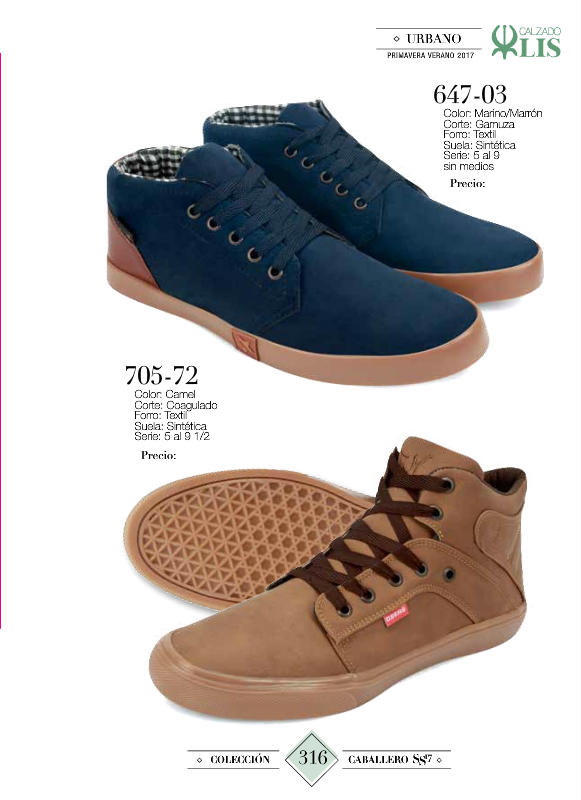 URBANO
PRIMAVERA VERANO 2017
CALZADO
LIS
647-03
Color: Marino/Marrón
Corte: Gamuza
Forro: Textil
Suela: Sintética
Serie: 5 al 9
sin medios
Precio:
705-72
Color: Camel
Corte: Coagulado
Forro: Textil
Suela: Sintética
Serie: 5 al 9 1/2
Precio:
COLECCIÓN 316 CABALLERO SS17